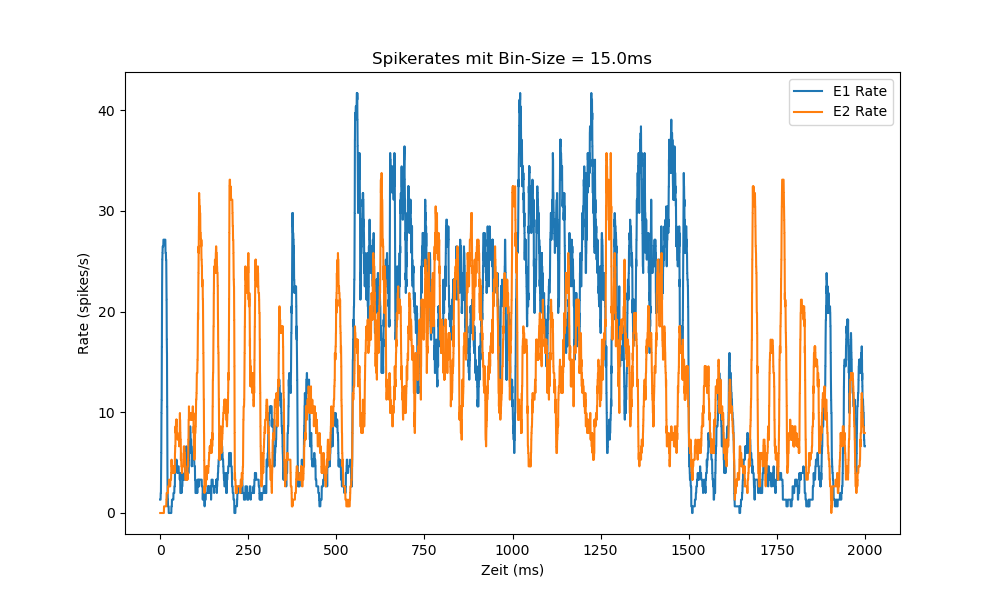 Spikerates mit Bin-Size = 15.0ms
E1 Rate
E2 Rate
40
30
20
10
0
Rate (spikes/s)
0 250 500 750 1000 1250 1500 1750 2000
Zeit (ms)